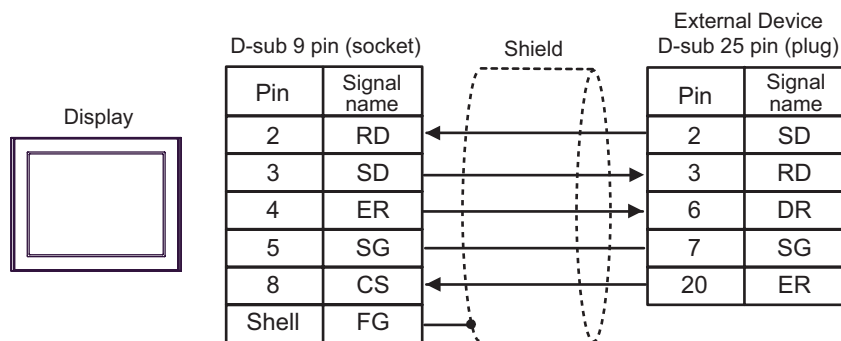 External Device
D-sub 9 pin (socket) Shield D-sub 25 pin (plug)
Display
Pin Signal name Pin Signal name
2 RD 2 SD
3 SD 3 RD
4 ER 6 DR
5 SG 7 SG
8 CS 20 ER
Shell FG